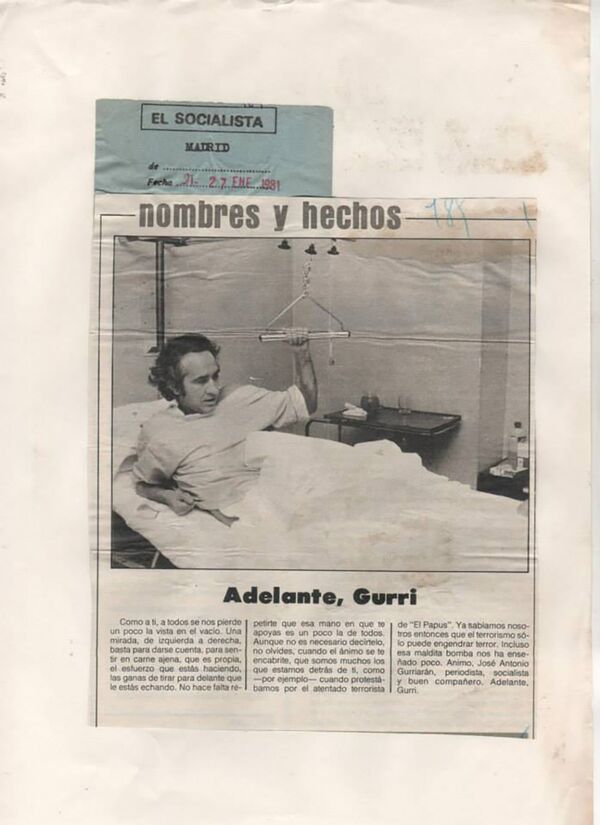 EL SOCIALISTA
MADRID
de
Fecha 21- 27 ENE 1981
nombres y hechos
Adelante, Gurri
Como a ti, a todos se nos pierde
un poco la vista en el vacío. Una
mirada, de izquierda a derecha,
basta para darse cuenta, para sen-
tir en carne ajena, que es propia,
el esfuerzo que estás haciendo,
las ganas de tirar para delante que
le estás echando. No hace falta re-
petirte que esa mano en que te
apoyas es un poco la de todos.
Aunque no es necesario decírtelo,
no olvides, cuando el ánimo se te
encabrite, que somos muchos los
que estamos detrás de ti, como
—por ejemplo— cuando protestá-
bamos por el atentado terrorista
de "El Papus". Ya sabíamos noso-
tros entonces que el terrorismo só-
lo puede engendrar terror. Incluso
esa maldita bomba nos ha ense-
ñado poco. Animo, José Antonio
Gurriarán, periodista, socialista
y buen compañero. Adelante,
Gurri.